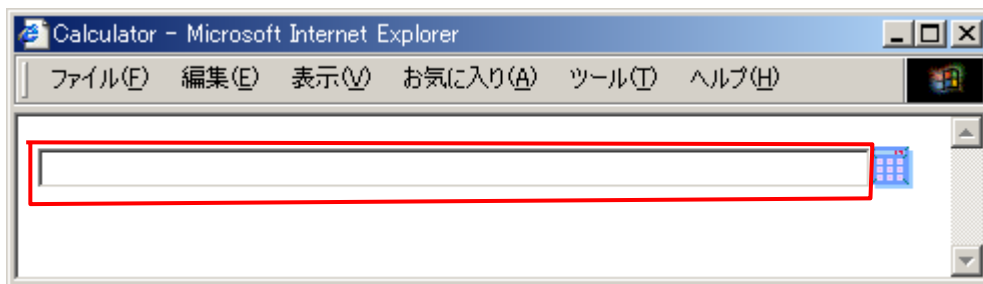 Calculator - Microsoft Internet Explorer
ファイル(F) 編集(E) 表示(V) お気に入り(A) ツール(T) ヘルプ(H)